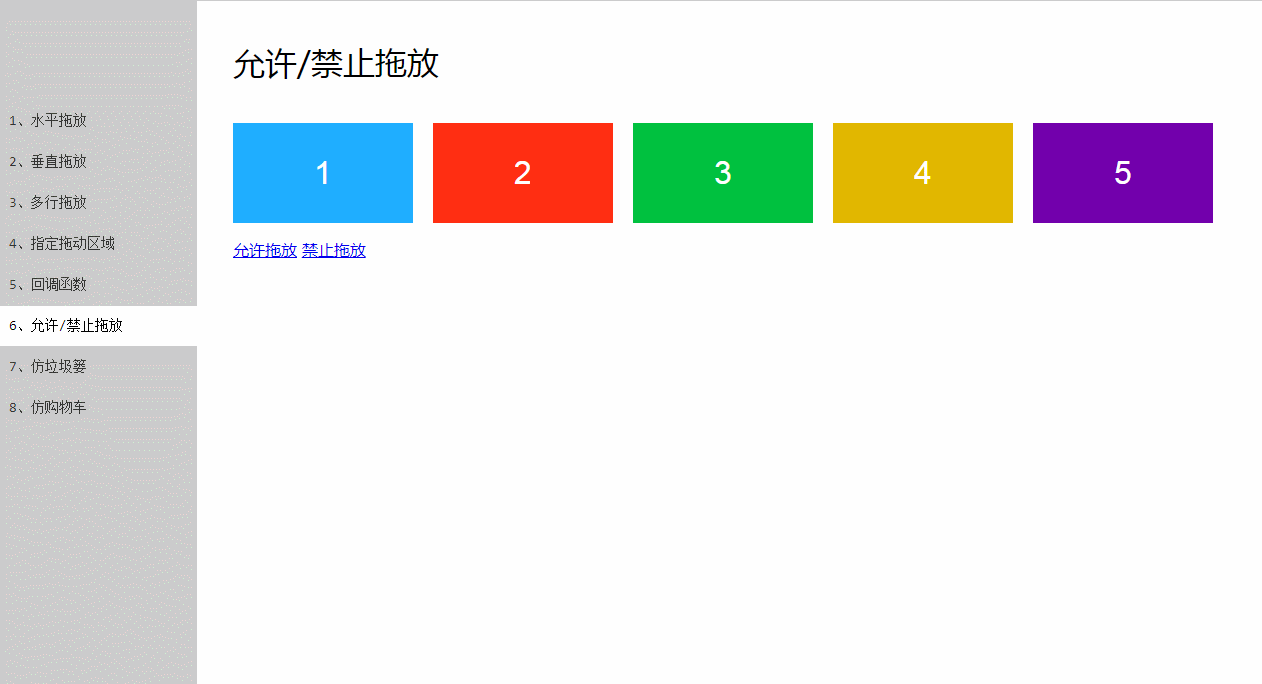 1、水平拖放
2、垂直拖放
3、多行拖放
4、指定拖动区域
5、回调函数
6、允许/禁止拖放
7、仿垃圾篓
8、仿购物车
允许/禁止拖放
1 2 3 4 5
允许拖放 禁止拖放